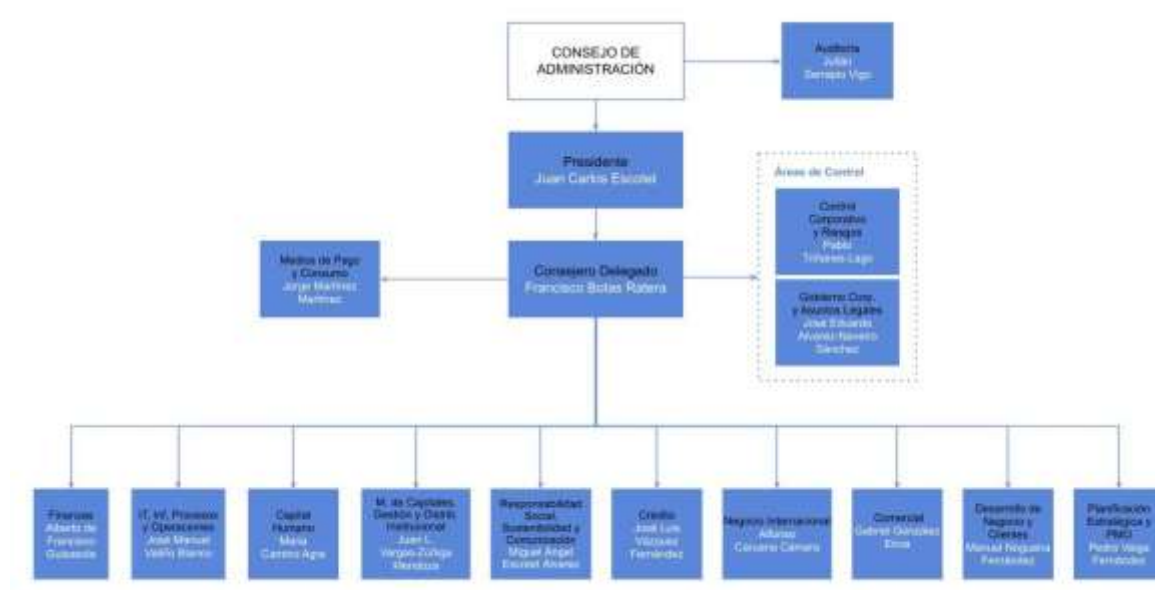 CONSEJO DE
ADMINISTRACIÓN
Auditoría
Julián
Serrapio Vigo
Presidente
Juan Carlos Escotet
Áreas de Control
Control
Corporativo
y Riesgos
Pablo
Triñanes Lago
Medios de Pago
y Consumo
Jorge Martínez
Martínez
Consejero Delegado
Francisco Botas Ratera
Gobierno Corp.
y Asuntos Legales
José Eduardo
Álvarez-Naveiro
Sánchez
Finanzas
Alberto de
Francisco
Guisasola
IT, Inf, Procesos
y Operaciones
José Manuel
Valiño Blanco
Capital
Humano
María
Camino Agra
M. de Capitales,
Gestión y Distrib.
Institucional
Juan L.
Vargas-Zúñiga
Mendoza
Responsabilidad
Social,
Sostenibilidad y
Comunicación
Miguel Ángel
Escotet Álvarez
Crédito
José Luis
Vázquez
Fernández
Negocio Internacional
Alfonso
Caruana Cámara
Comercial
Gabriel González
Eiroa
Desarrollo de
Negocio y
Clientes
Manuel Nogueira
Fernández
Planificación
Estratégica y
PMO
Pedro Veiga
Fernández